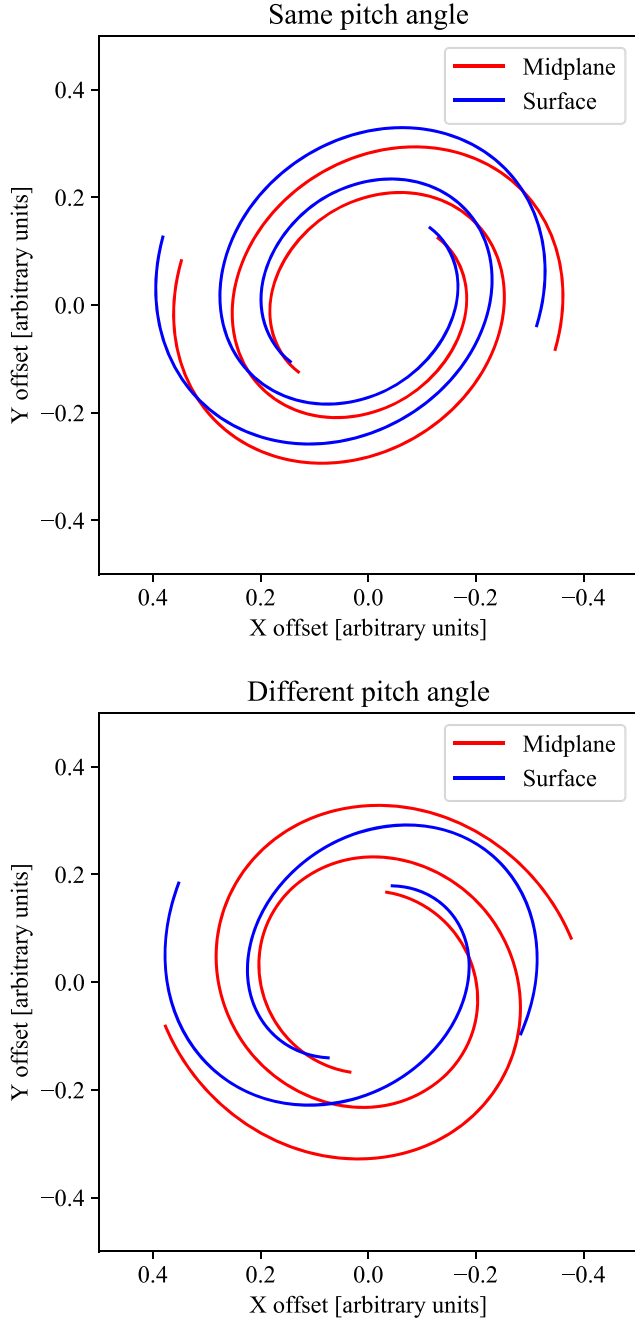 Same pitch angle
Midplane
Surface
0.4
0.2
0.0
−0.2
−0.4
Y offset [arbitrary units]
0.4 0.2 0.0 −0.2 −0.4
X offset [arbitrary units]
Different pitch angle
Midplane
Surface
0.4
0.2
0.0
−0.2
−0.4
Y offset [arbitrary units]
0.4 0.2 0.0 −0.2 −0.4
X offset [arbitrary units]